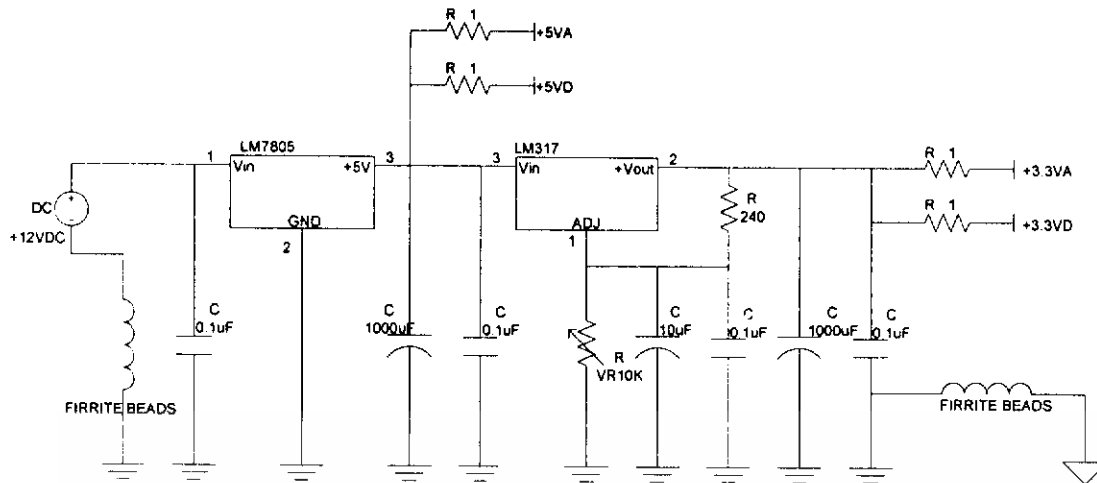 R 1
+5VA
R 1
+5VD
LM7805
1
Vin
+5V
3
GND
2
LM317
3
Vin
+Vout
2
ADJ
1
R 1
+3.3VA
R 1
+3.3VD
R
240
DC
+12VDC
C
0.1uF
C
1000uF
C
0.1uF
R
VR10K
C
10uF
C
0.1uF
C
1000uF
C
0.1uF
FIRRITE BEADS
FIRRITE BEADS